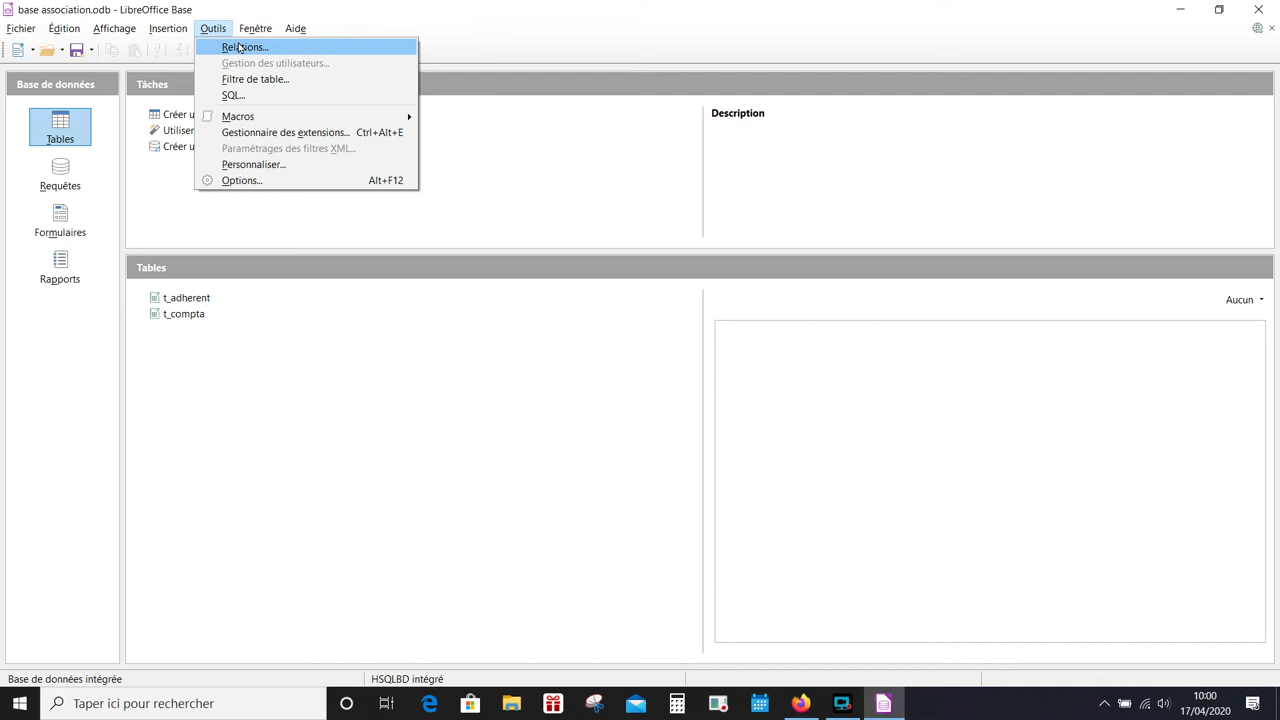 base association.odb - LibreOffice Base
Fichier Édition Affichage Insertion Outils Fenêtre Aide
Relations...
Gestion des utilisateurs...
Filtre de table...
SQL...
Macros
Gestionnaire des extensions... Ctrl+Alt+E
Paramétrages des filtres XML...
Personnaliser...
Options... Alt+F12
Base de données
Tables
Requêtes
Formulaires
Rapports
Tâches
Créer u
Utiliser
Créer u
Description
Tables
t_adherent
t_compta
Aucun
Base de données intégrée HSQLBD intégré
Taper ici pour rechercher
10:00
17/04/2020